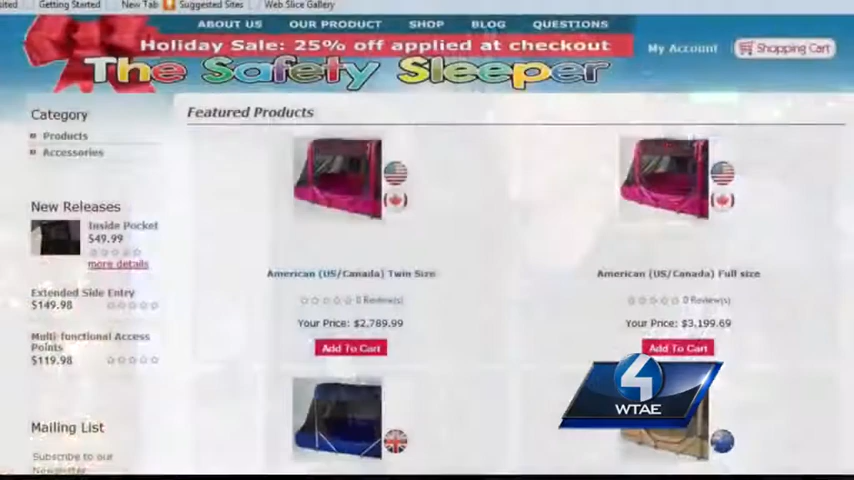 Getting Started
New Tab
Suggested Sites
Web Slice Gallery
ABOUT US
OUR PRODUCT
SHOP
BLOG
QUESTIONS
Holiday Sale: 25% off applied at checkout
My Account
Shopping Cart
The Safety Sleeper
Category
Products
Accessories
Featured Products
New Releases
Inside Pocket
$49.99
more details
Extended Side Entry
$149.98
Multi-functional Access
Points
$119.98
American (US/Canada) Twin Size
0 Review(s)
Your Price: $2,789.99
Add To Cart
American (US/Canada) Full size
0 Review(s)
Your Price: $3,199.69
Add To Cart
4
WTAE
Mailing List
Subscribe to our
Newsletter